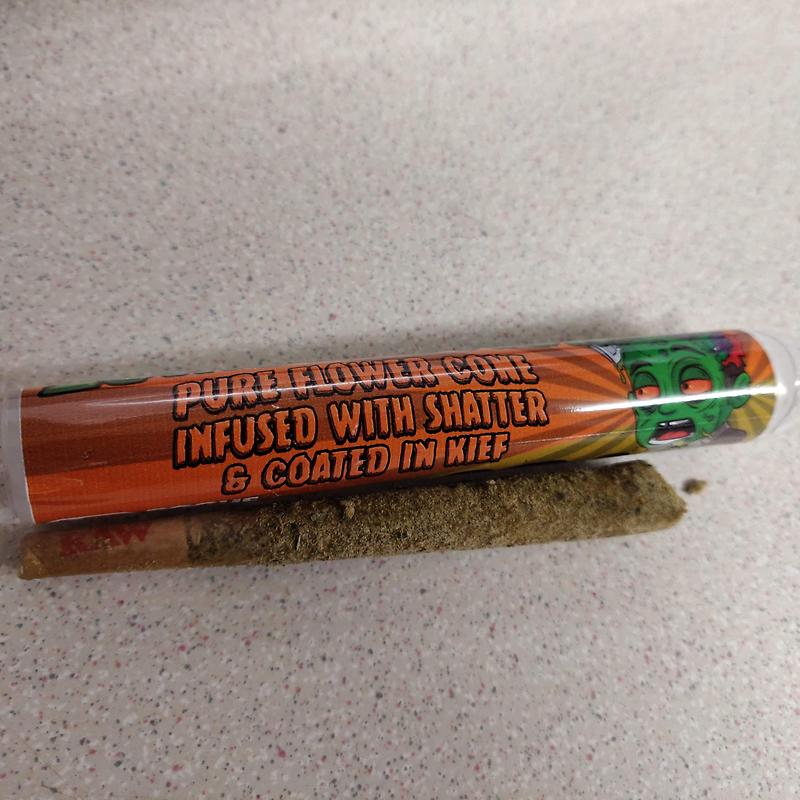 PURE FLOWER CONE
INFUSED WITH SHATTER
& COATED IN KIEF
RAW